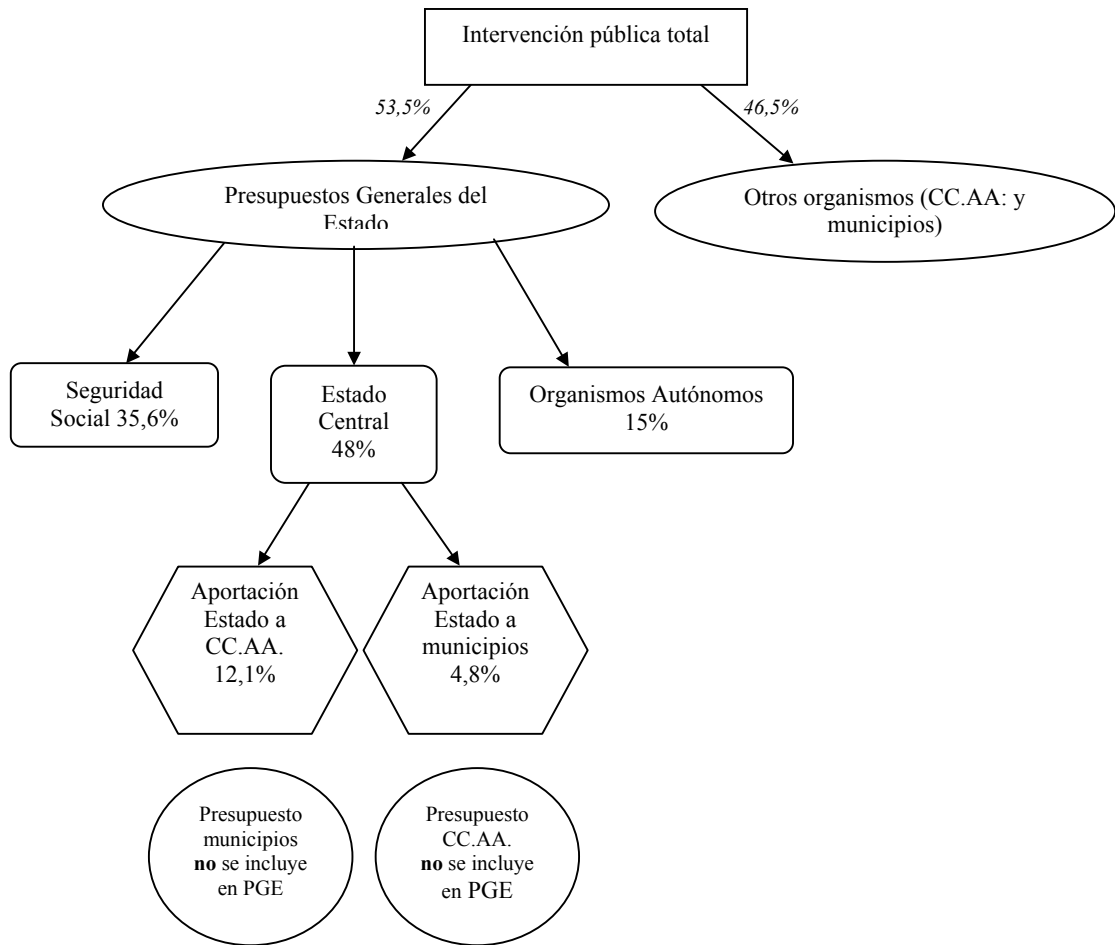 Intervención pública total
53,5%
46,5%
Presupuestos Generales del
Estado
Otros organismos (CC.AA: y
municipios)
Seguridad
Social 35,6%
Estado
Central
48%
Organismos Autónomos
15%
Aportación
Estado a
CC.AA.
12,1%
Aportación
Estado a
municipios
4,8%
Presupuesto
municipios
no se incluye
en PGE
Presupuesto
CC.AA.
no se incluye
en PGE